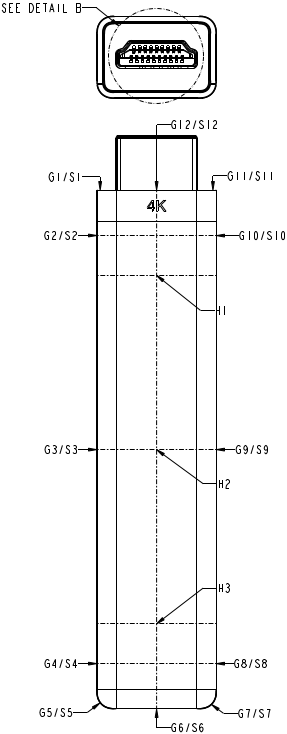 SEE DETAIL B
G12/S12
G1/S1
G11/S11
4K
G2/S2
G10/S10
H1
G3/S3
G9/S9
H2
H3
G4/S4
G8/S8
G5/S5
G7/S7
G6/S6